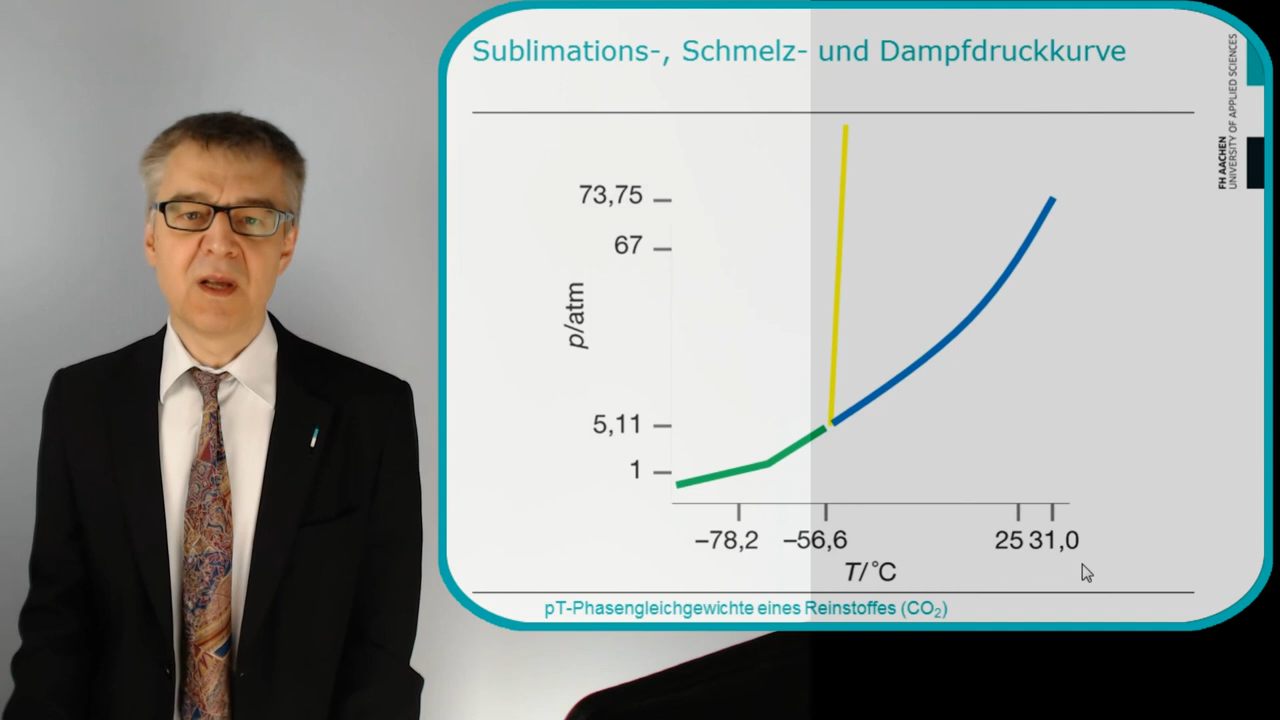 Sublimations-, Schmelz- und Dampfdruckkurve
FH AACHEN
UNIVERSITY OF APPLIED SCIENCES
73,75
67
p/atm
5,11
1
−78,2 −56,6 25 31,0
T/°C
pT-Phasengleichgewichte eines Reinstoffes (CO₂)